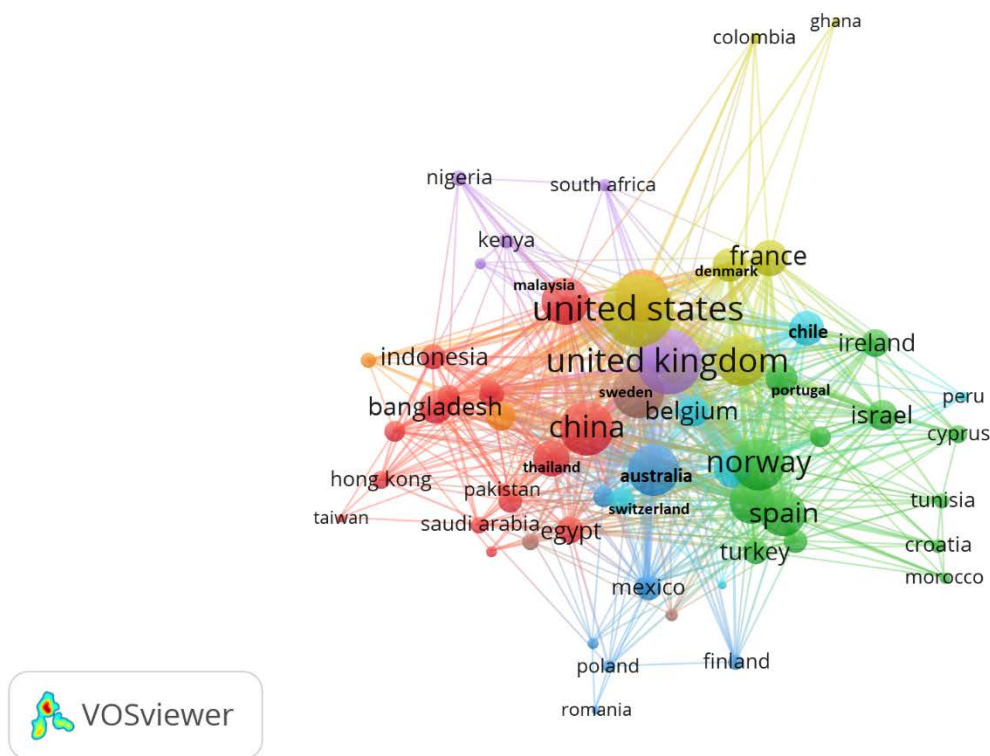 ghana
colombia
nigeria
south africa
kenya
france
denmark
malaysia
united states
chile
ireland
indonesia
united kingdom
portugal
sweden
peru
bangladesh
belgium
israel
china
cyprus
norway
thailand
australia
hong kong
pakistan
tunisia
switzerland
spain
taiwan
saudi arabia
egypt
croatia
turkey
morocco
mexico
finland
poland
romania
VOSviewer